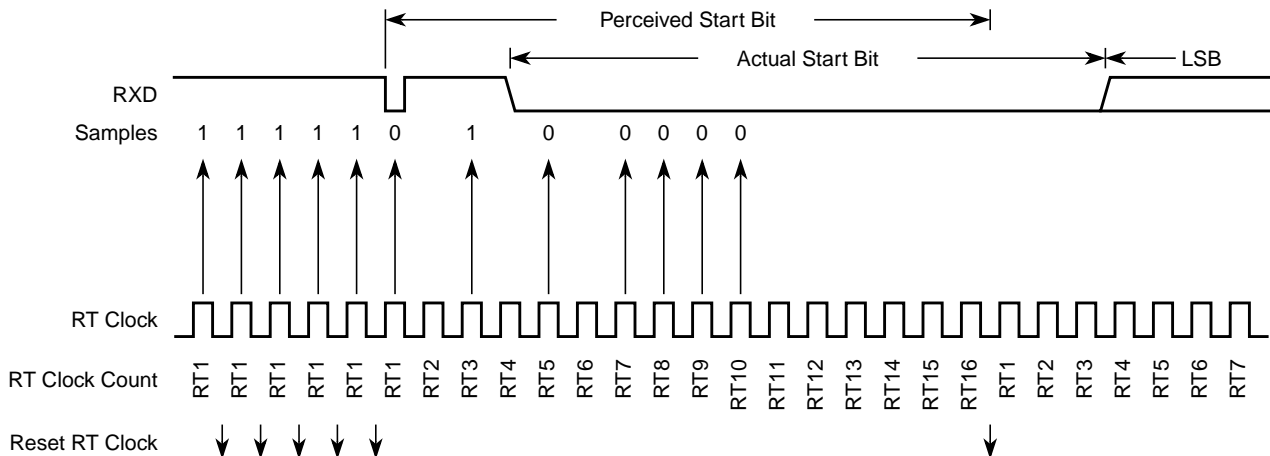 Perceived Start Bit
Actual Start Bit LSB
RXD
Samples 1 1 1 1 1 0 1 0 0 0 0 0
RT Clock
RT Clock Count RT1 RT1 RT1 RT1 RT1 RT1 RT2 RT3 RT4 RT5 RT6 RT7 RT8 RT9 RT10 RT11 RT12 RT13 RT14 RT15 RT16 RT1 RT2 RT3 RT4 RT5 RT6 RT7
Reset RT Clock